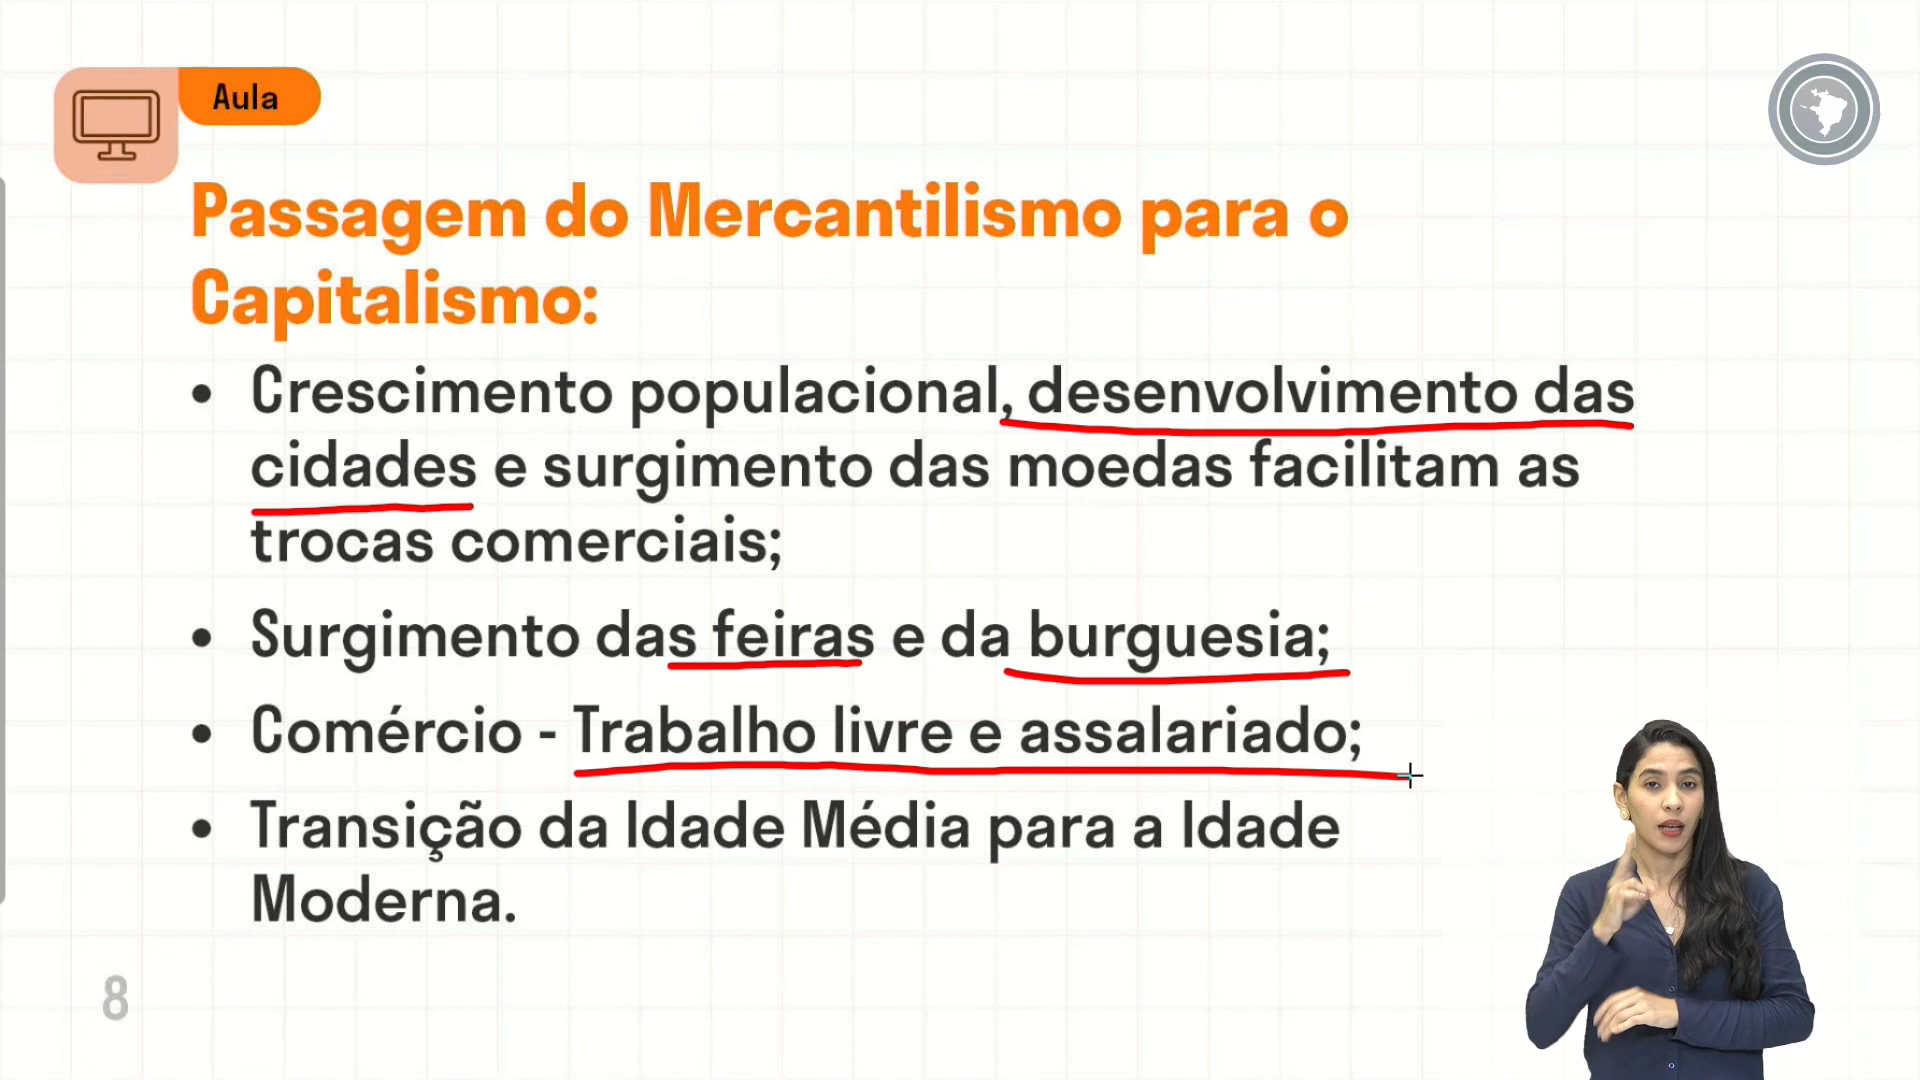 Aula
Passagem do Mercantilismo para o
Capitalismo:
• Crescimento populacional, desenvolvimento das
cidades e surgimento das moedas facilitam as
trocas comerciais;
• Surgimento das feiras e da burguesia;
• Comércio - Trabalho livre e assalariado;
• Transição da Idade Média para a Idade
Moderna.
8